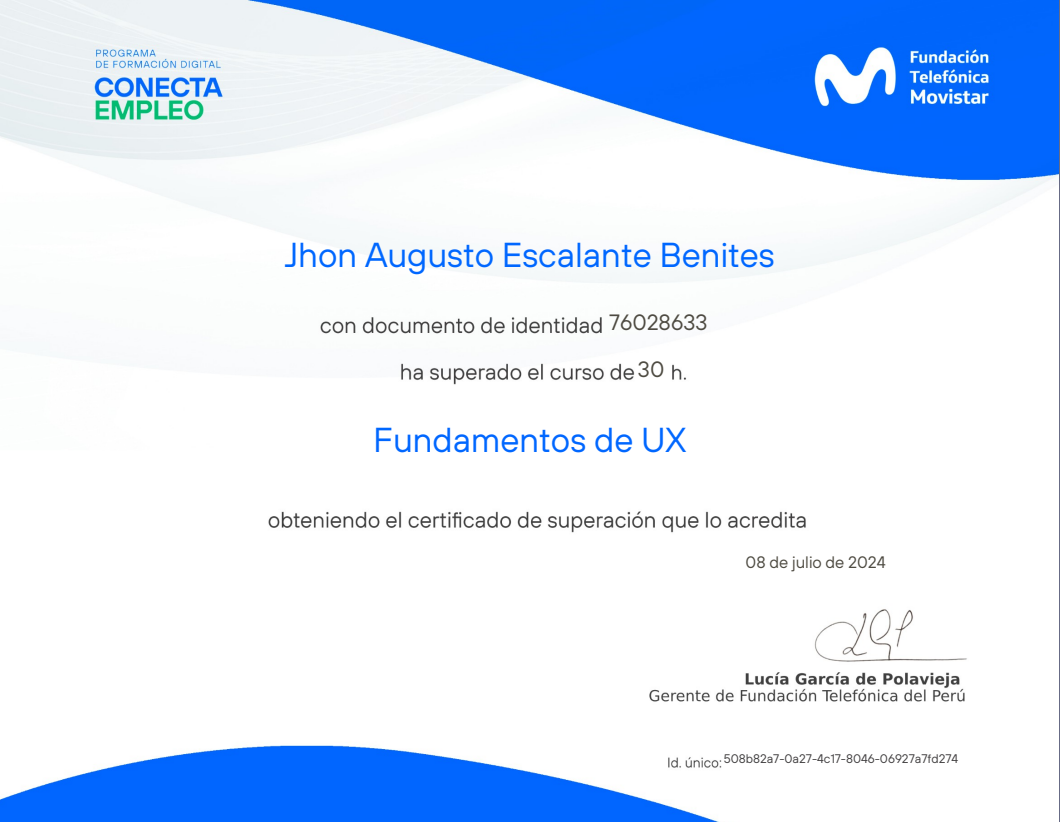 PROGRAMA
DE FORMACIÓN DIGITAL
CONECTA
EMPLEO
Fundación
Telefónica
Movistar
Jhon Augusto Escalante Benites
con documento de identidad 76028633
ha superado el curso de 30 h.
Fundamentos de UX
obteniendo el certificado de superación que lo acredita
08 de julio de 2024
Lucía García de Polavieja
Gerente de Fundación Telefónica del Perú
Id. único: 508b82a7-0a27-4c17-8046-06927a7fd274